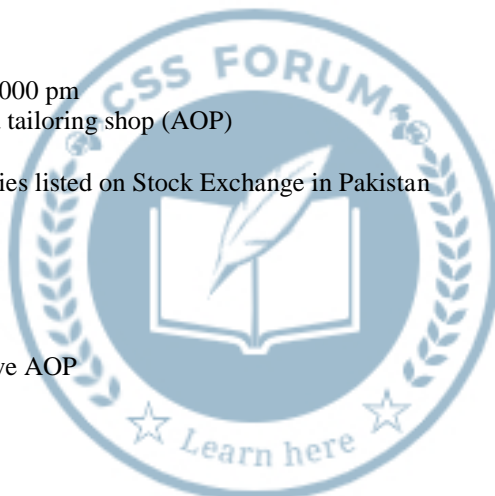 000 pm
tailoring shop (AOP)
ies listed on Stock Exchange in Pakistan
ve AOP
CSS FORUM
Learn here